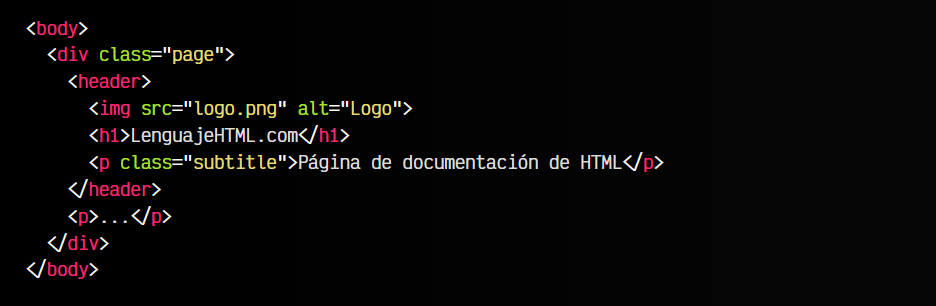 <body>
  <div class="page">
    <header>
      <img src="logo.png" alt="Logo">
      <h1>LenguajeHTML.com</h1>
      <p class="subtitle">Página de documentación de HTML</p>
    </header>
    <p>...</p>
  </div>
</body>